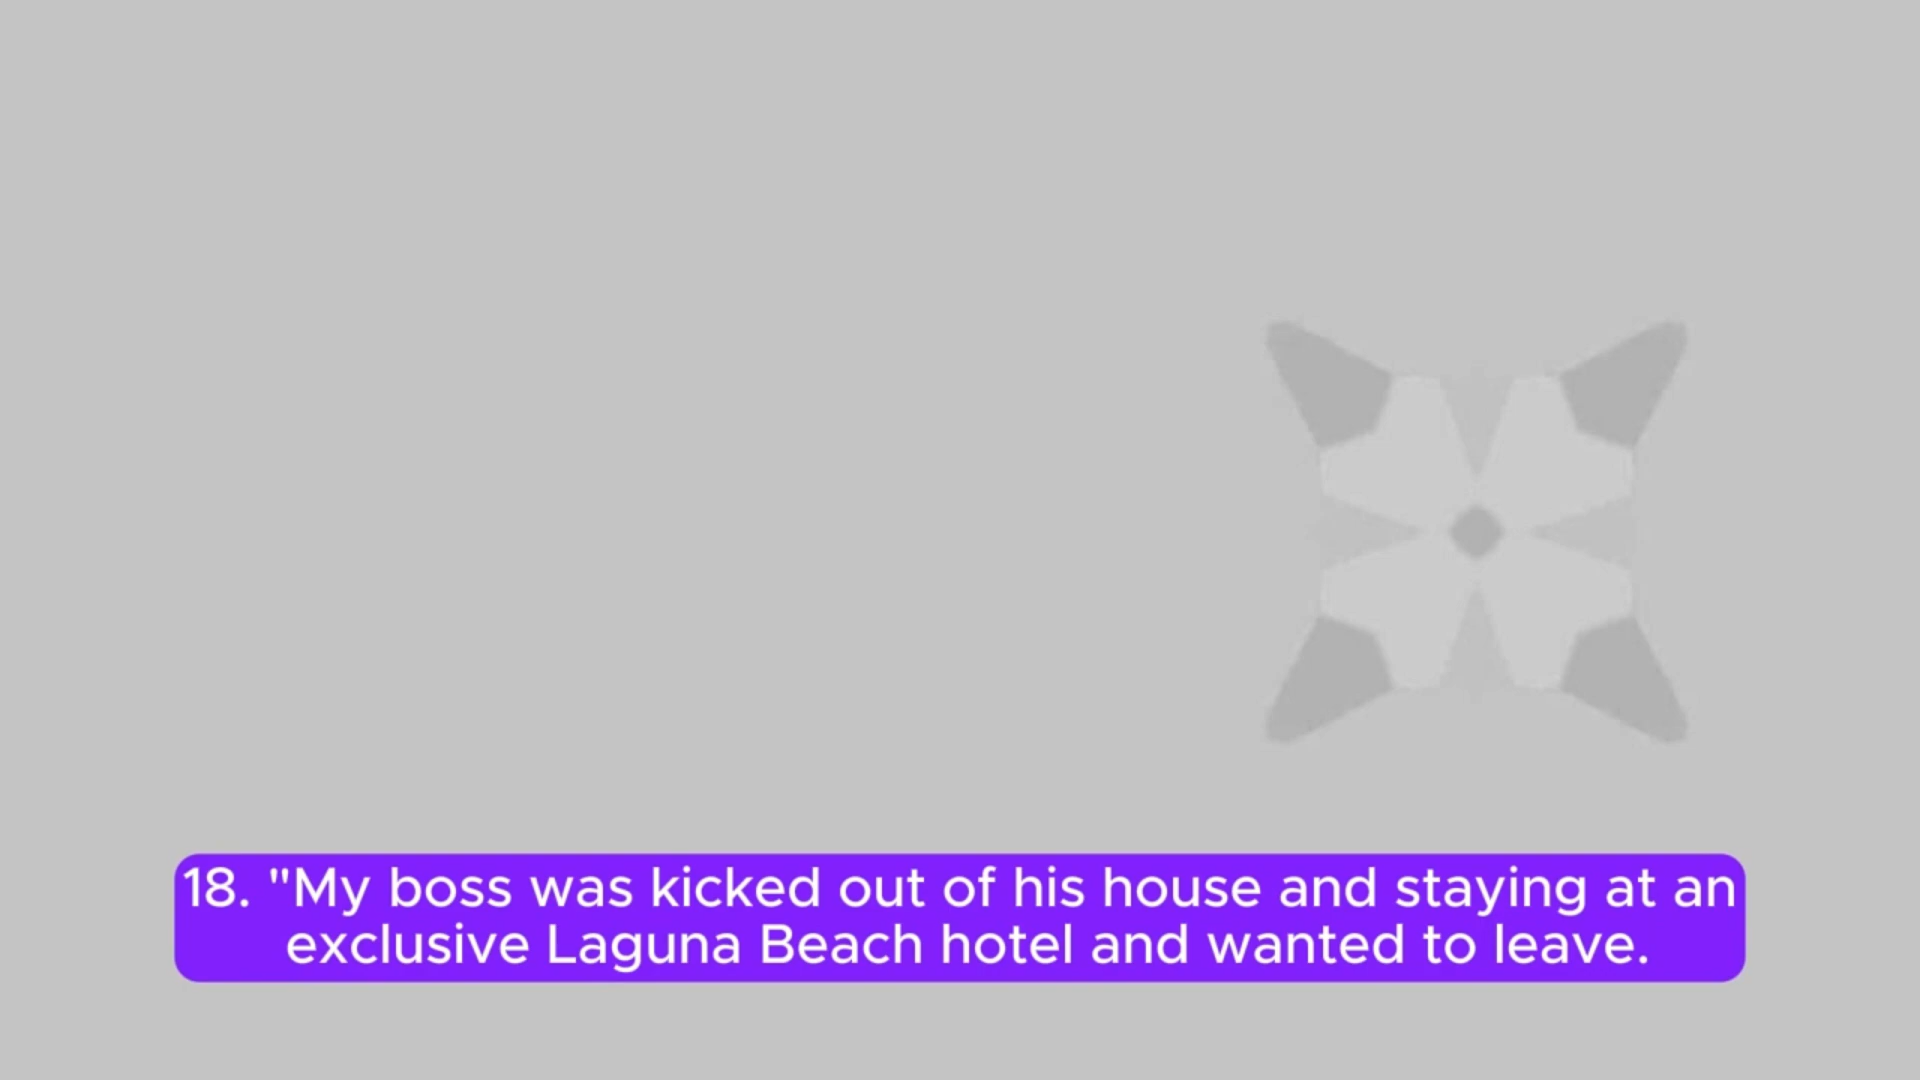 18. "My boss was kicked out of his house and staying at an
exclusive Laguna Beach hotel and wanted to leave.